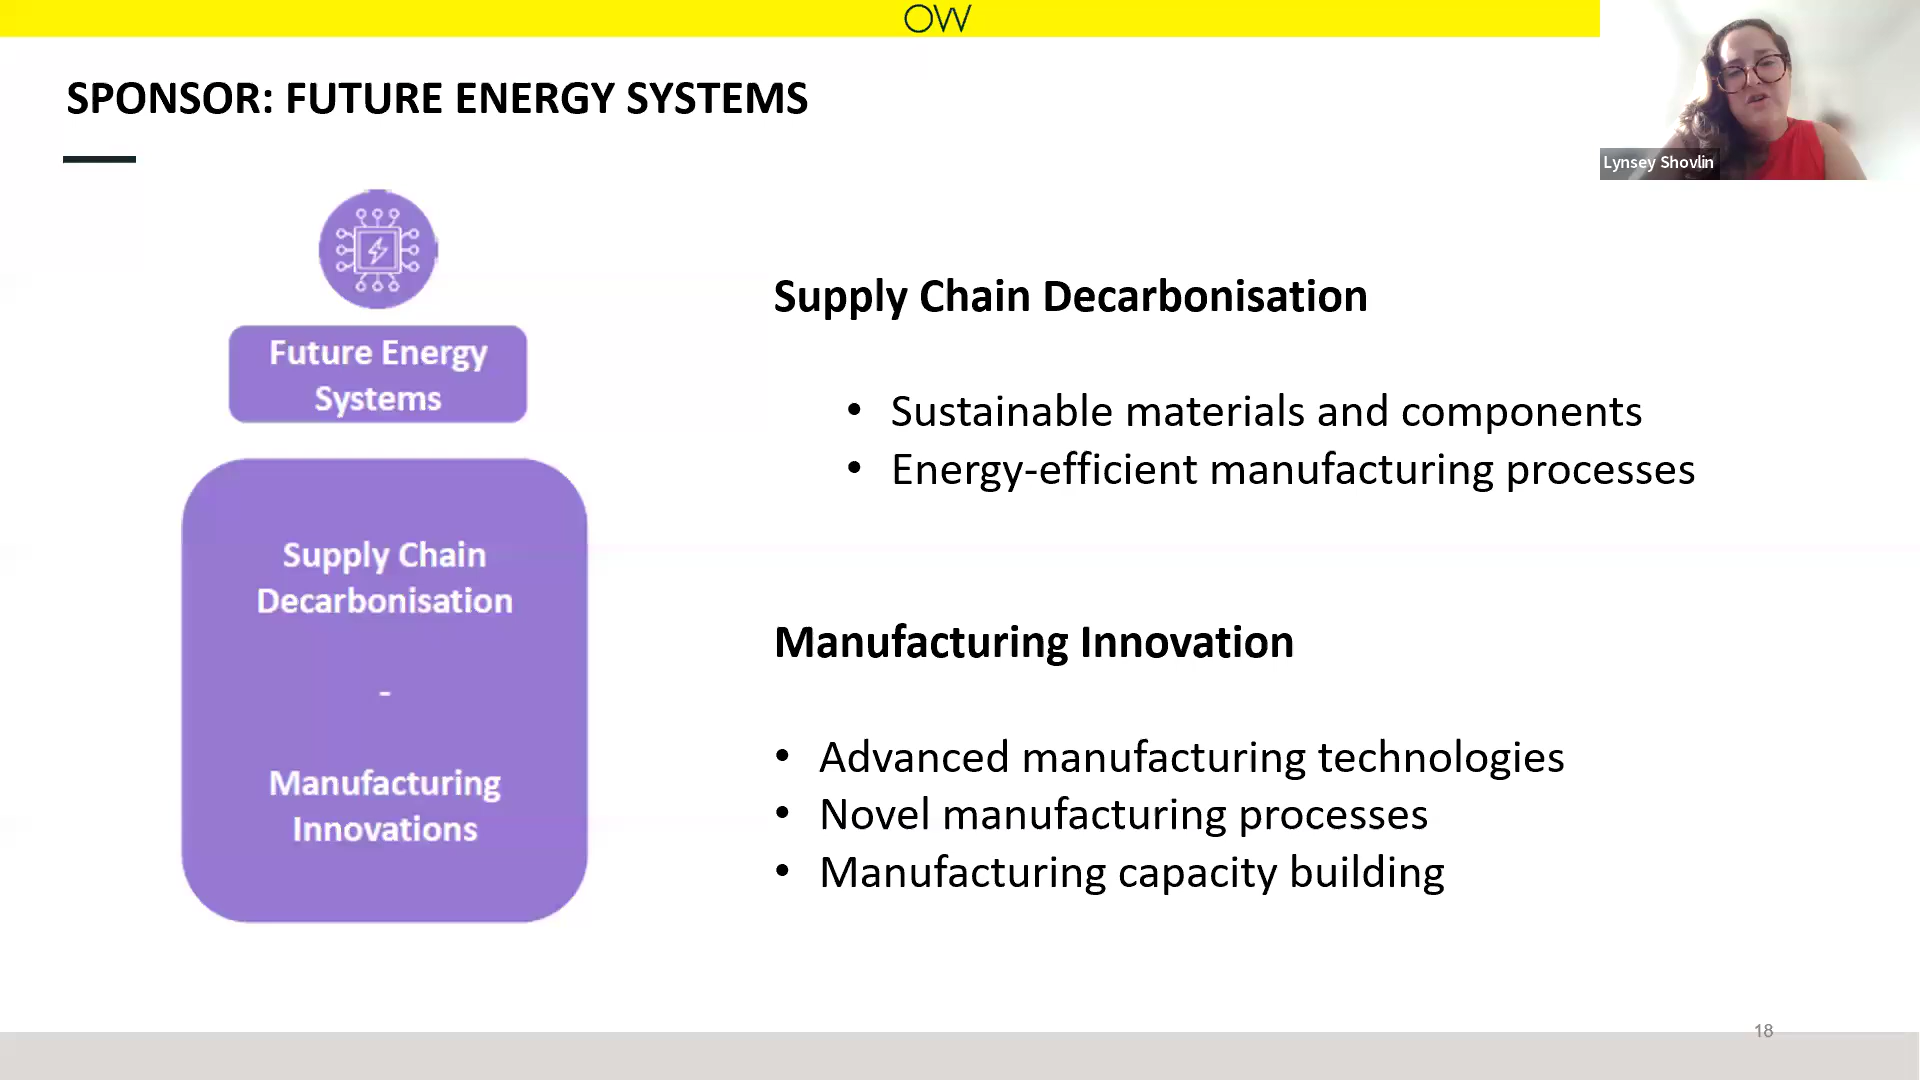 OW
SPONSOR: FUTURE ENERGY SYSTEMS
Lynsey Shovlin
Future Energy
Systems
Supply Chain
Decarbonisation
-
Manufacturing
Innovations
Supply Chain Decarbonisation
• Sustainable materials and components
• Energy-efficient manufacturing processes
Manufacturing Innovation
• Advanced manufacturing technologies
• Novel manufacturing processes
• Manufacturing capacity building
18